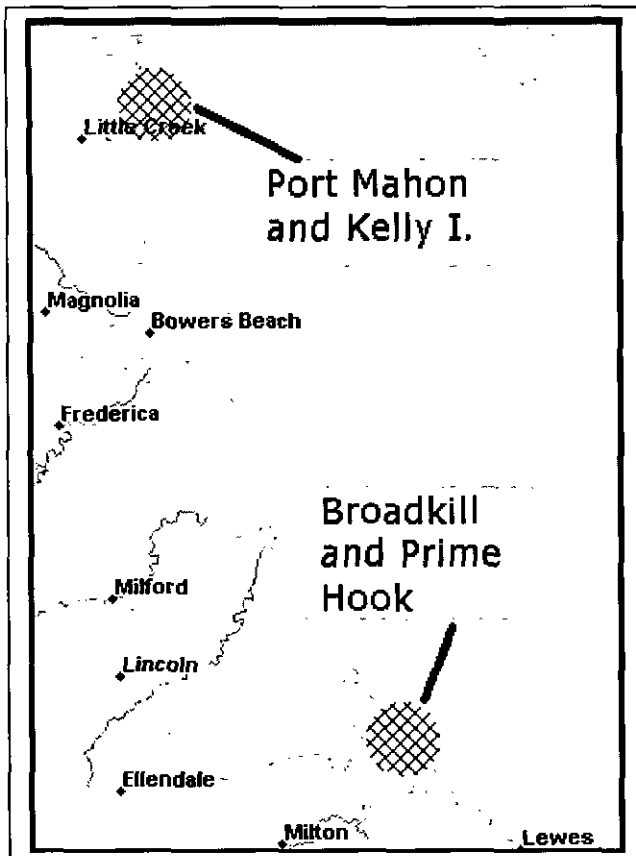 Little Creek
Port Mahon
and Kelly I.
Magnolia
Bowers Beach
Frederica
Broadkill
and Prime
Hook
Milford
Lincoln
Ellendale
Milton
Lewes